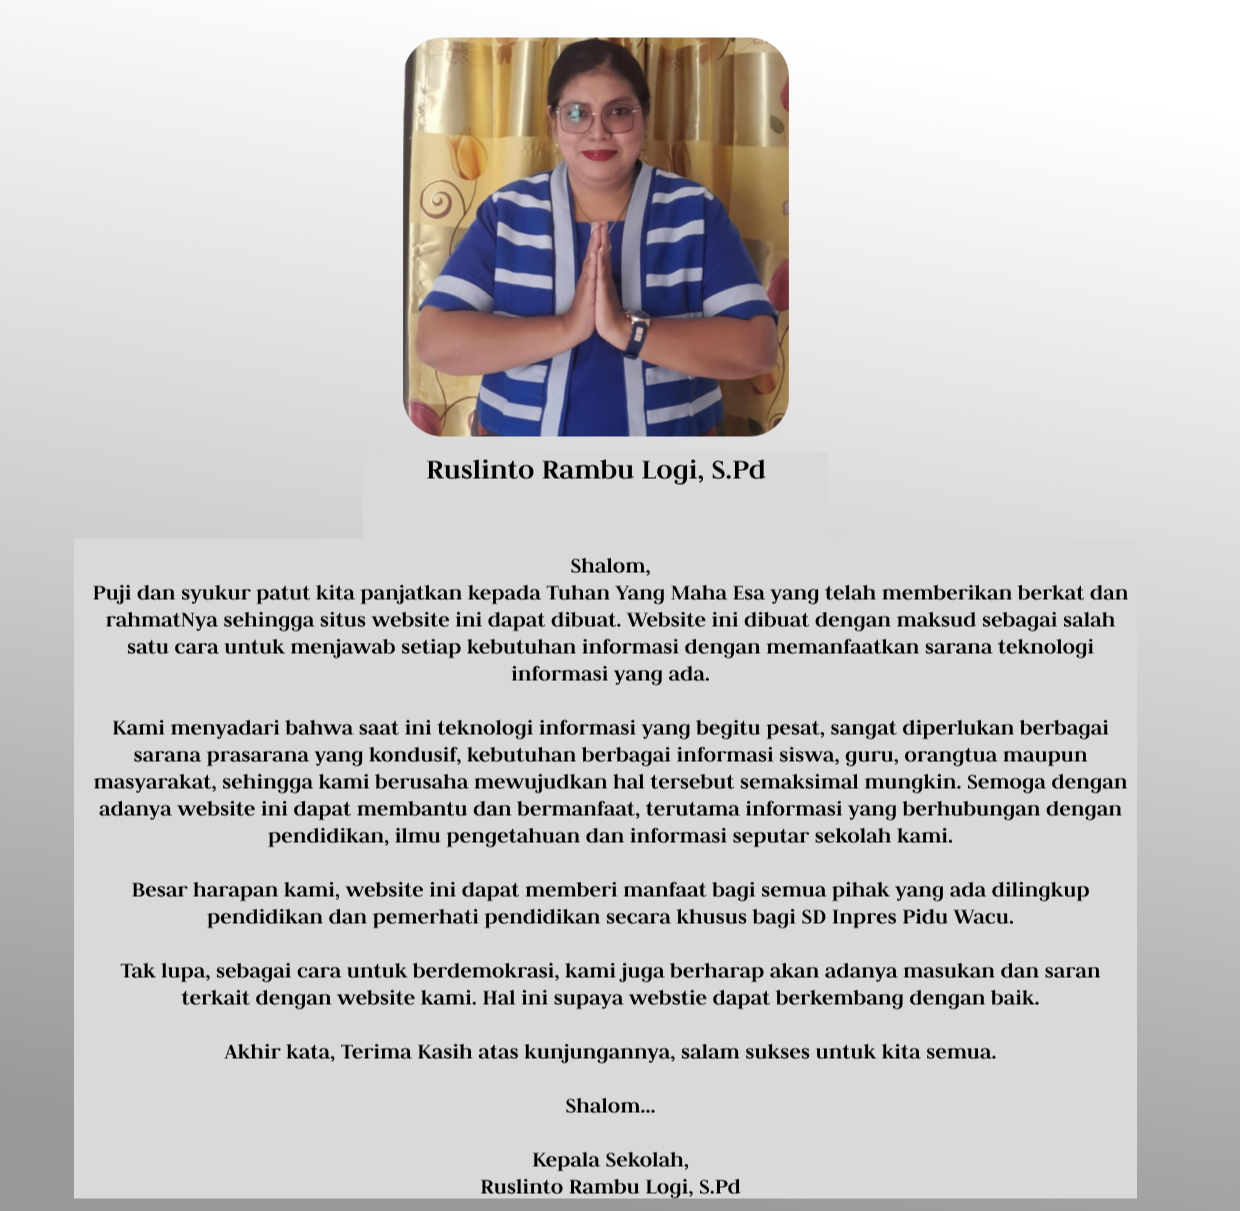 Ruslinto Rambu Logi, S.Pd
Shalom,
Puji dan syukur patut kita panjatkan kepada Tuhan Yang Maha Esa yang telah memberikan berkat dan
rahmatNya sehingga situs website ini dapat dibuat. Website ini dibuat dengan maksud sebagai salah
satu cara untuk menjawab setiap kebutuhan informasi dengan memanfaatkan sarana teknologi
informasi yang ada.
Kami menyadari bahwa saat ini teknologi informasi yang begitu pesat, sangat diperlukan berbagai
sarana prasarana yang kondusif, kebutuhan berbagai informasi siswa, guru, orangtua maupun
masyarakat, sehingga kami berusaha mewujudkan hal tersebut semaksimal mungkin. Semoga dengan
adanya website ini dapat membantu dan bermanfaat, terutama informasi yang berhubungan dengan
pendidikan, ilmu pengetahuan dan informasi seputar sekolah kami.
Besar harapan kami, website ini dapat memberi manfaat bagi semua pihak yang ada dilingkup
pendidikan dan pemerhati pendidikan secara khusus bagi SD Inpres Pidu Wacu.
Tak lupa, sebagai cara untuk berdemokrasi, kami juga berharap akan adanya masukan dan saran
terkait dengan website kami. Hal ini supaya webstie dapat berkembang dengan baik.
Akhir kata, Terima Kasih atas kunjungannya, salam sukses untuk kita semua.
Shalom...
Kepala Sekolah,
Ruslinto Rambu Logi, S.Pd